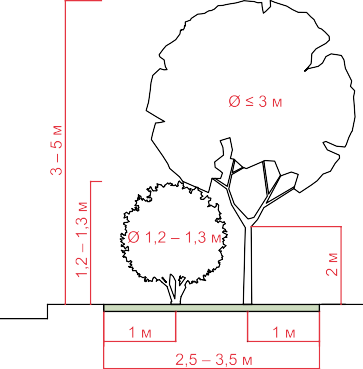 Ø ≤ 3 м
3 – 5 м
1,2 – 1,3 м
Ø 1,2 – 1,3 м
2 м
1 м
1 м
2,5 – 3,5 м